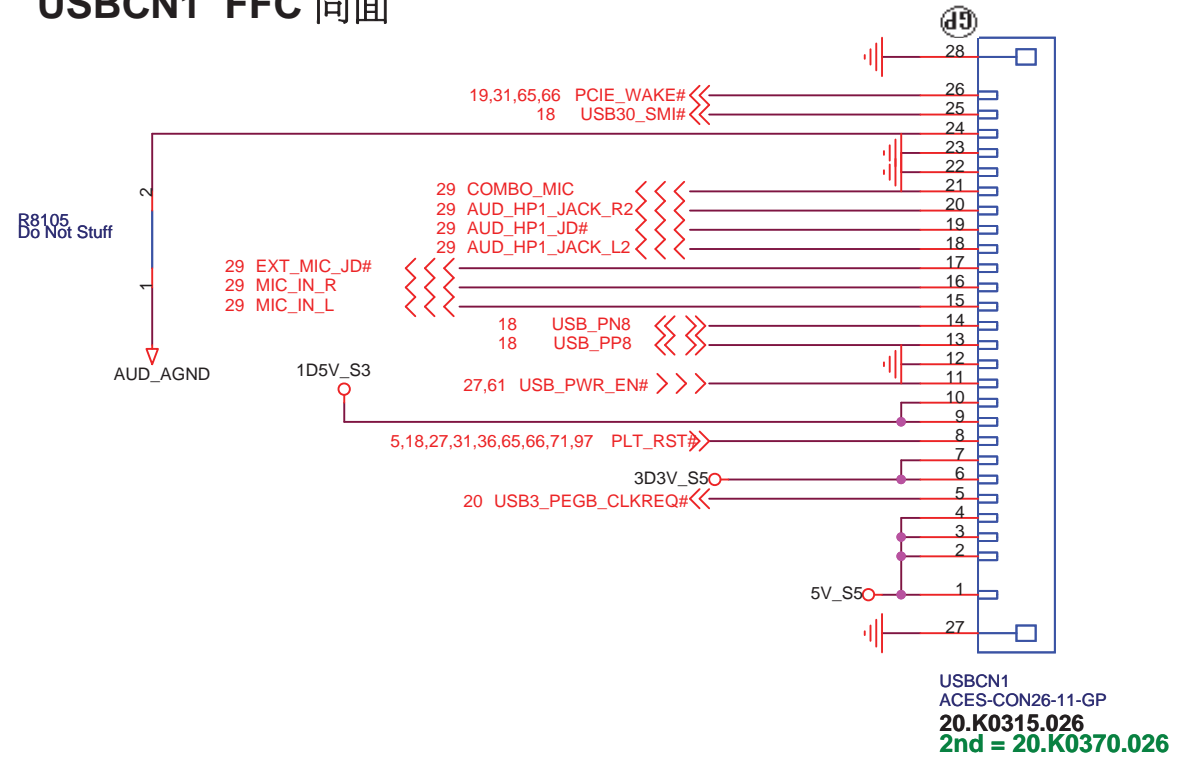 USBCN1 FFC 同面
GP
28
19,31,65,66 PCIE_WAKE# 26
18 USB30_SMI# 25
24
23
22
2
29 COMBO_MIC 21
29 AUD_HP1_JACK_R2 20
R8105
Do Not Stuff
29 AUD_HP1_JD# 19
29 AUD_HP1_JACK_L2 18
29 EXT_MIC_JD# 17
1
29 MIC_IN_R 16
29 MIC_IN_L 15
18 USB_PN8 14
18 USB_PP8 13
12
AUD_AGND
1D5V_S3
27,61 USB_PWR_EN# 11
10
9
5,18,27,31,36,65,66,71,97 PLT_RST# 8
7
3D3V_S5 6
20 USB3_PEGB_CLKREQ# 5
4
3
2
5V_S5 1
27
USBCN1
ACES-CON26-11-GP
20.K0315.026
2nd = 20.K0370.026